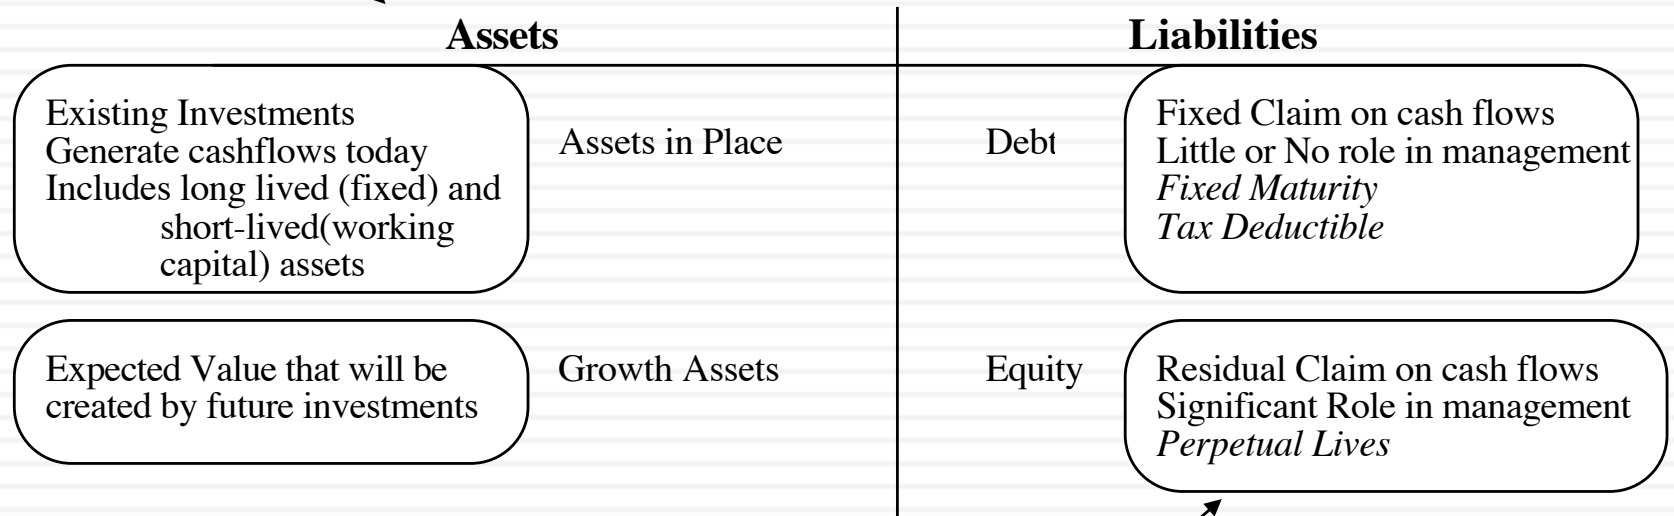 Assets
Liabilities
Existing Investments
Generate cashflows today
Includes long lived (fixed) and
short-lived(working
capital) assets
Assets in Place
Debt
Fixed Claim on cash flows
Little or No role in management
Fixed Maturity
Tax Deductible
Expected Value that will be
created by future investments
Growth Assets
Equity
Residual Claim on cash flows
Significant Role in management
Perpetual Lives